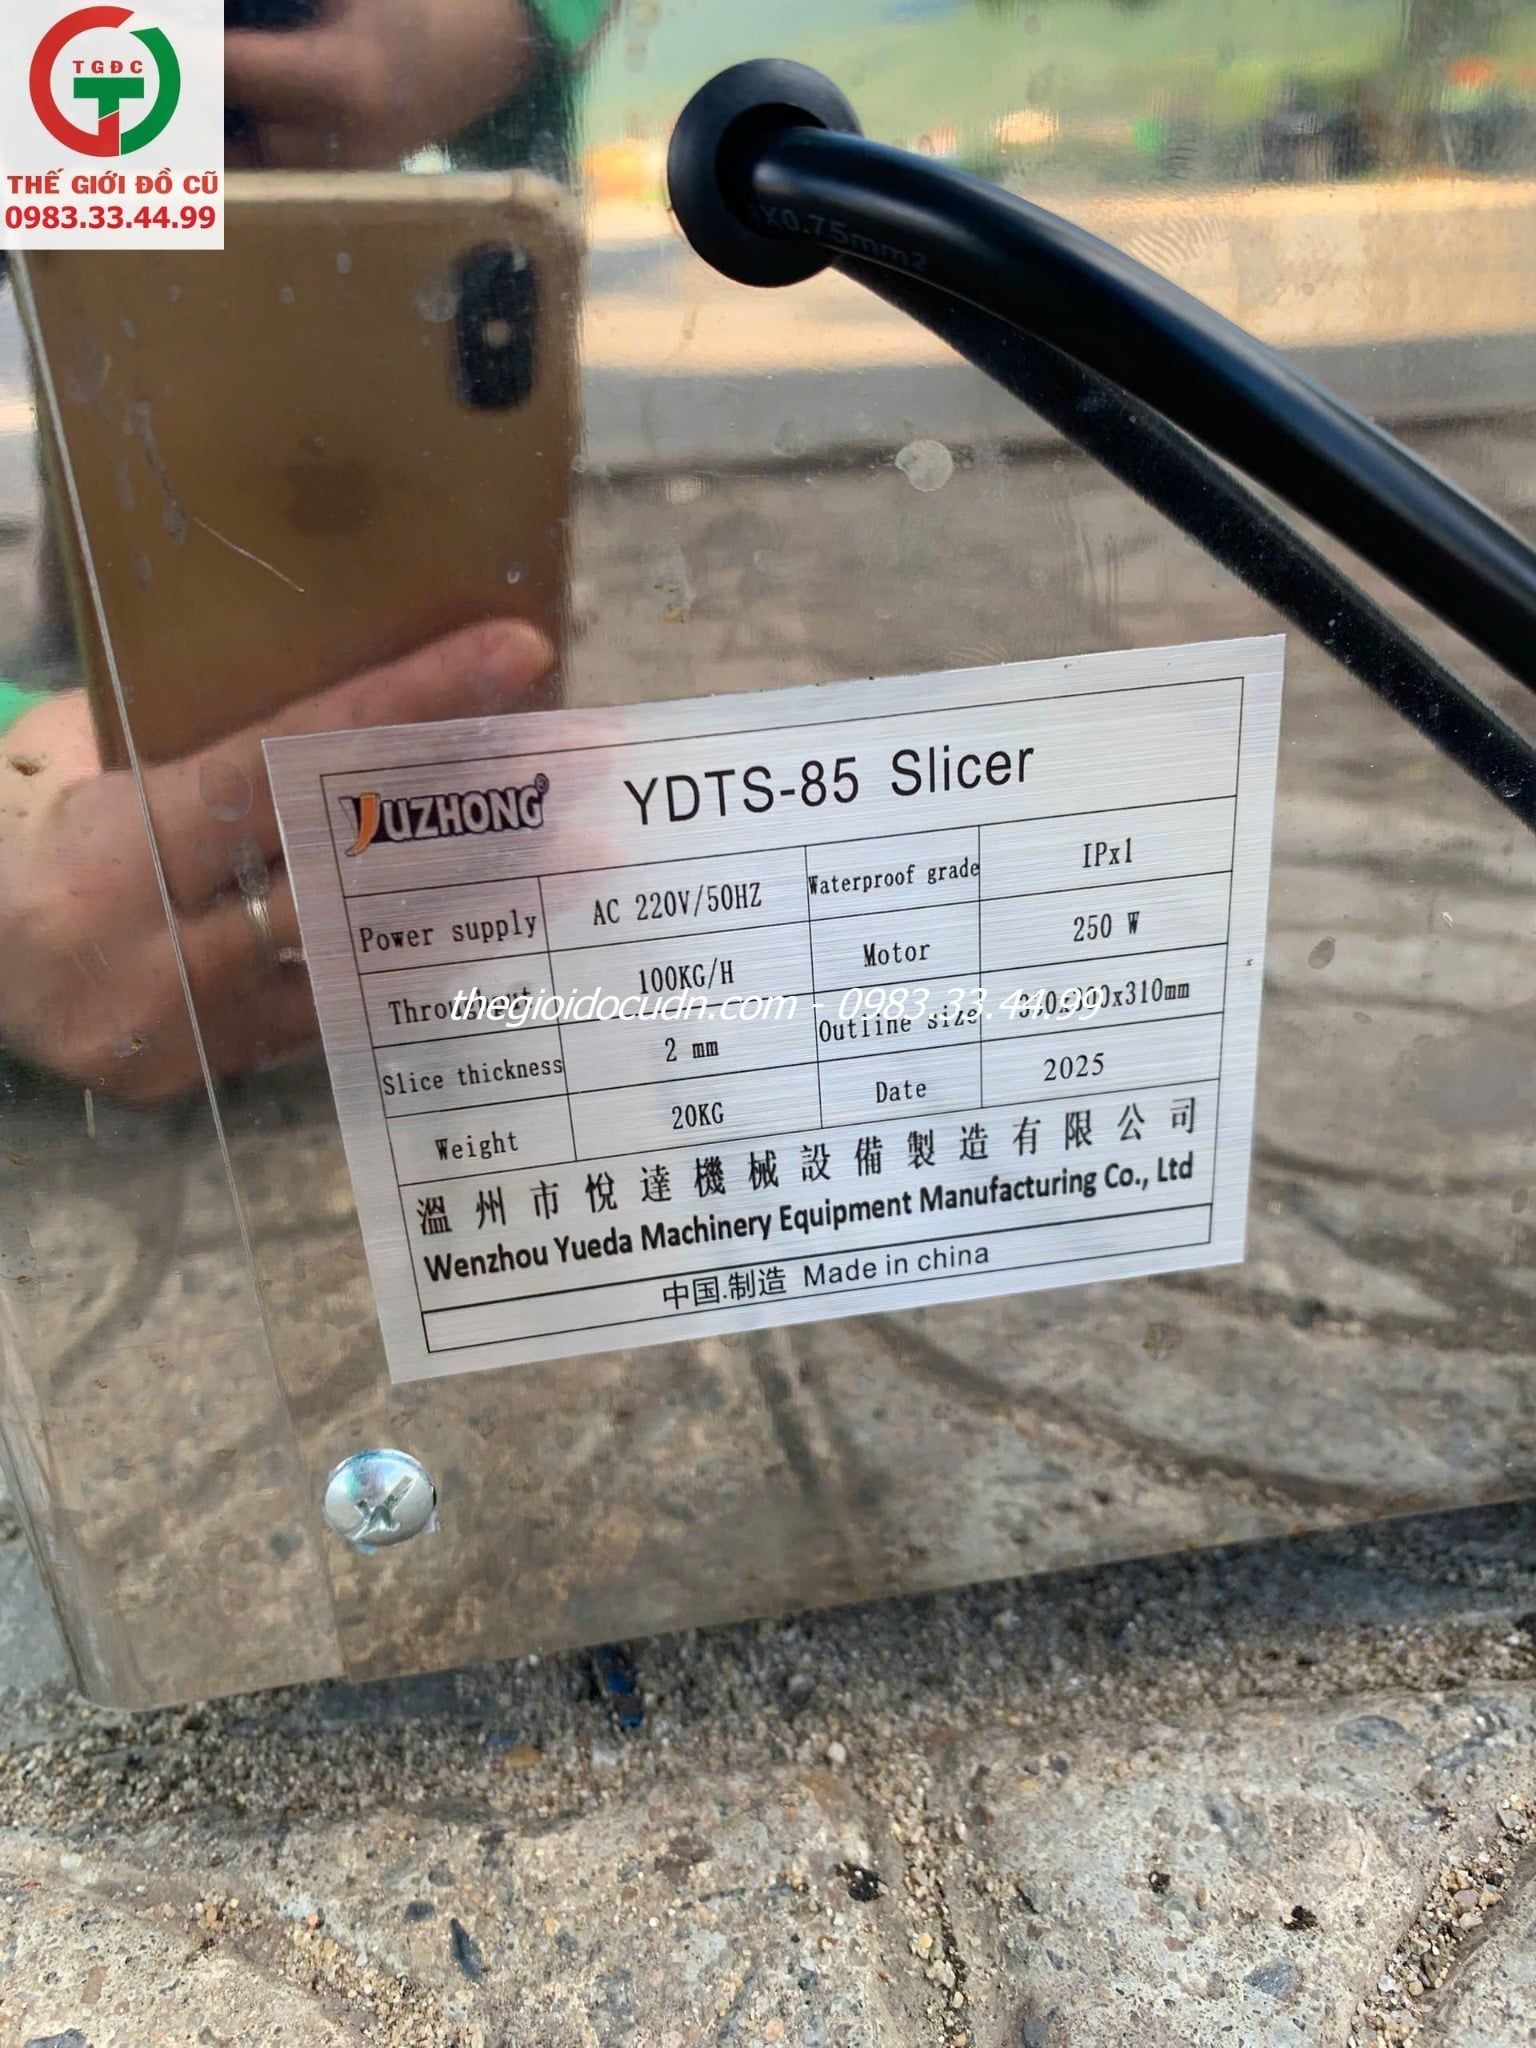 TGĐC
THẾ GIỚI ĐỒ CŨ
0983.33.44.99
X0.75mm2
YUZHONG®
YDTS-85 Slicer
Power supply AC 220V/50HZ Waterproof grade IPx1
100KG/H Motor 250 W
thegioidocudn.com - 0983.33.44.99
Slice thickness 2 mm Outline size x310mm
Weight 20KG Date 2025
溫州市悅達機械設備製造有限公司
Wenzhou Yueda Machinery Equipment Manufacturing Co., Ltd
中国.制造 Made in china